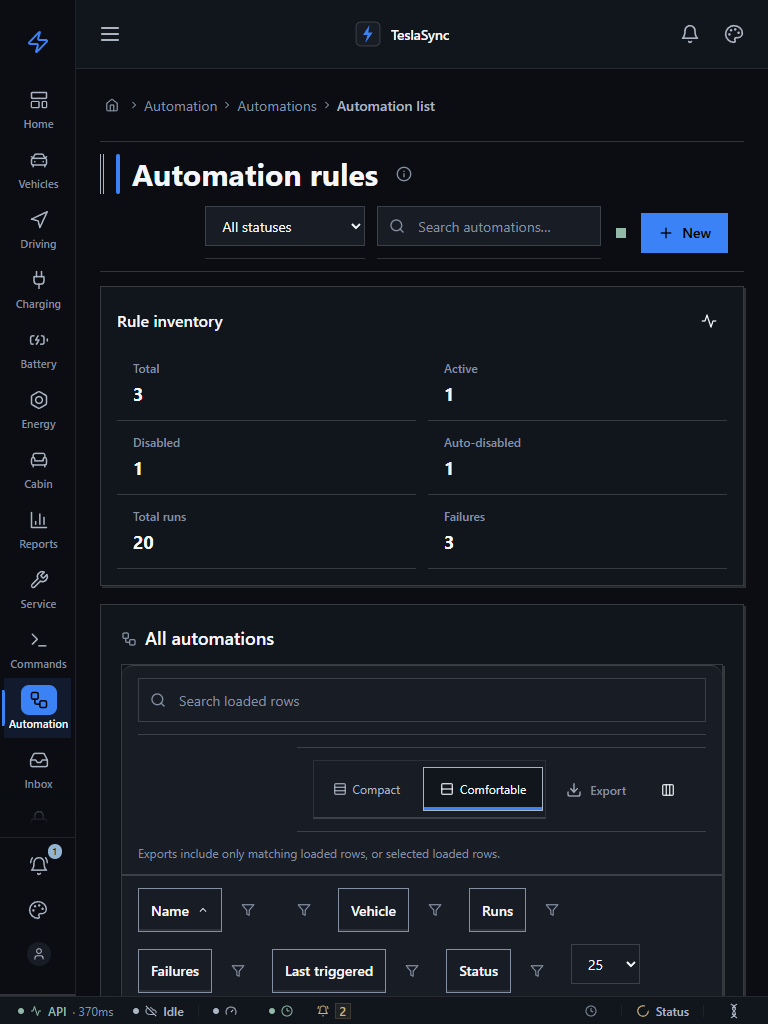 TeslaSync
Home
Vehicles
Driving
Charging
Battery
Energy
Cabin
Reports
Service
Commands
Automation
Inbox
1
Automation > Automations > Automation list
Automation rules
All statuses
Search automations...
+ New
Rule inventory
Total
3
Active
1
Disabled
1
Auto-disabled
1
Total runs
20
Failures
3
All automations
Search loaded rows
Compact
Comfortable
Export
Exports include only matching loaded rows, or selected loaded rows.
Name
Vehicle
Runs
Failures
Last triggered
Status
25
API · 370ms
Idle
2
Status